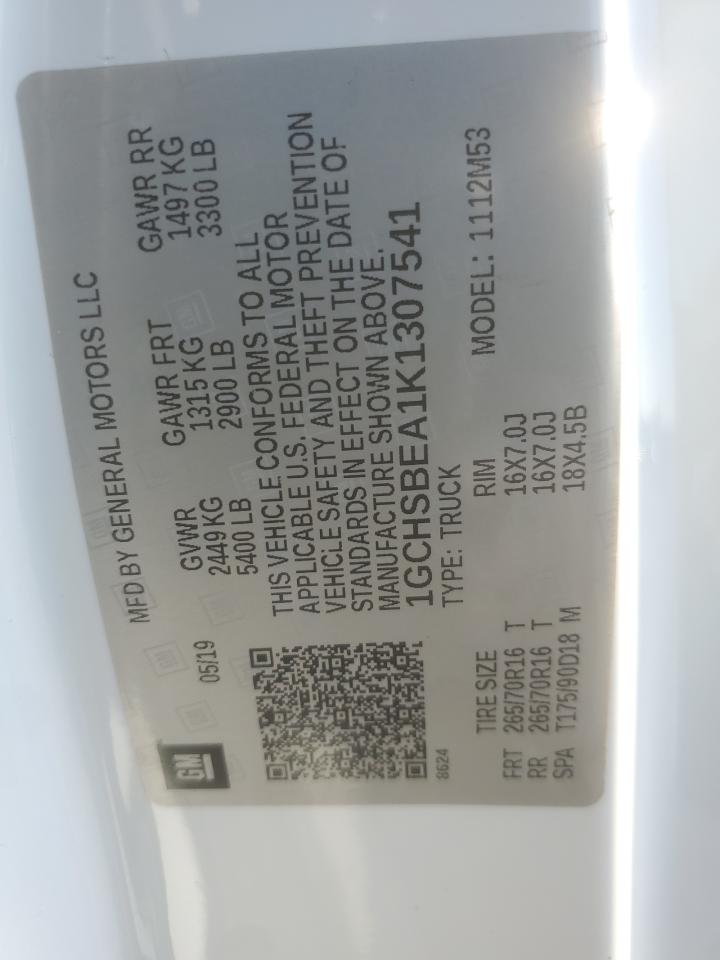 MFD BY GENERAL MOTORS LLC
GM 05/19
GVWR GAWR FRT GAWR RR
2449 KG 1315 KG 1497 KG
5400 LB 2900 LB 3300 LB
THIS VEHICLE CONFORMS TO ALL
APPLICABLE U.S. FEDERAL MOTOR
VEHICLE SAFETY AND THEFT PREVENTION
STANDARDS IN EFFECT ON THE DATE OF
MANUFACTURE SHOWN ABOVE.
1GCHSBEA1K1307541
8624 TYPE: TRUCK MODEL: 1112M53
TIRE SIZE RIM
FRT 265/70R16 T 16X7.0J
RR 265/70R16 T 16X7.0J
SPA T175/90D18 M 18X4.5B